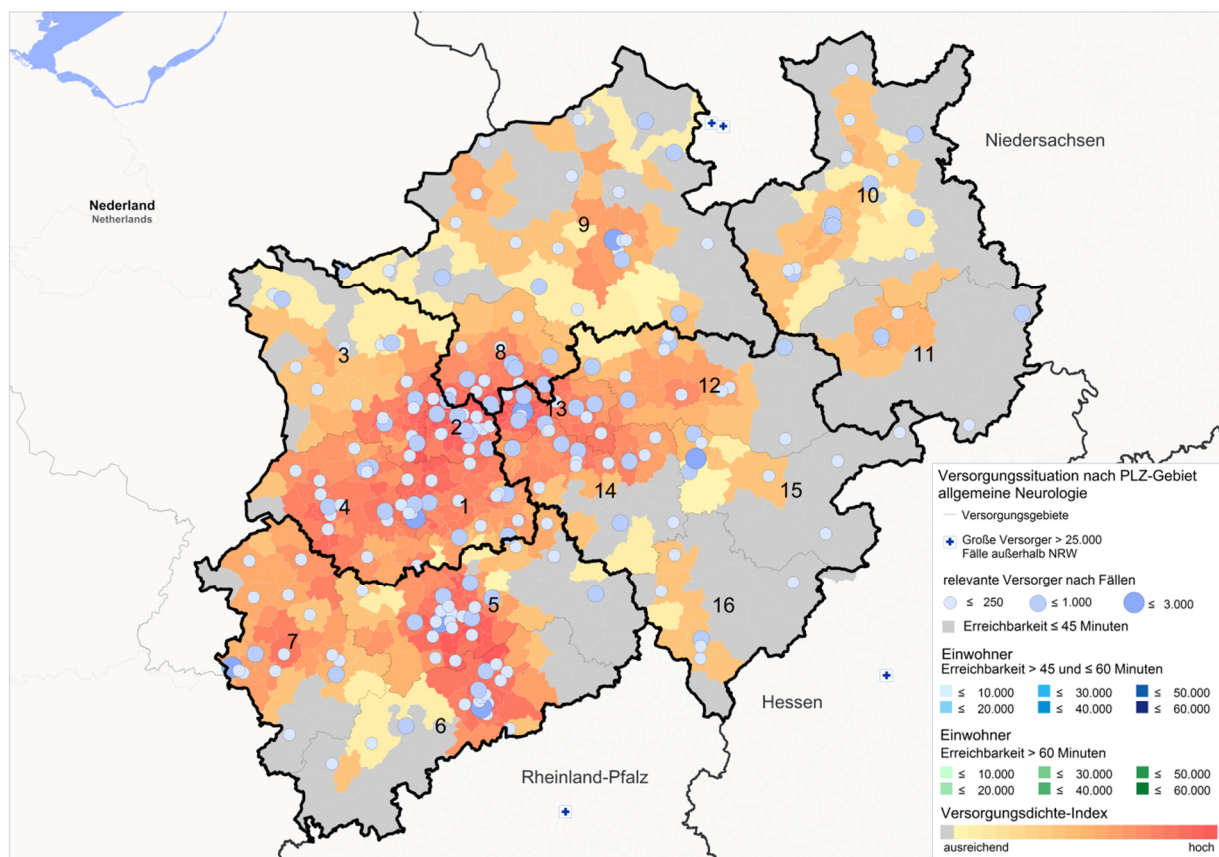 Niedersachsen
Nederland
Netherlands
10
9
3
8
11
12
13
2
14
15
4
1
5
16
7
6
Hessen
Rheinland-Pfalz
Versorgungssituation nach PLZ-Gebiet
allgemeine Neurologie
Versorgungsgebiete
Große Versorger > 25.000
Fälle außerhalb NRW
relevante Versorger nach Fällen
≤ 250 ≤ 1.000 ≤ 3.000
Erreichbarkeit ≤ 45 Minuten
Einwohner
Erreichbarkeit > 45 und ≤ 60 Minuten
≤ 10.000 ≤ 30.000 ≤ 50.000
≤ 20.000 ≤ 40.000 ≤ 60.000
Einwohner
Erreichbarkeit > 60 Minuten
≤ 10.000 ≤ 30.000 ≤ 50.000
≤ 20.000 ≤ 40.000 ≤ 60.000
Versorgungsdichte-Index
ausreichend hoch